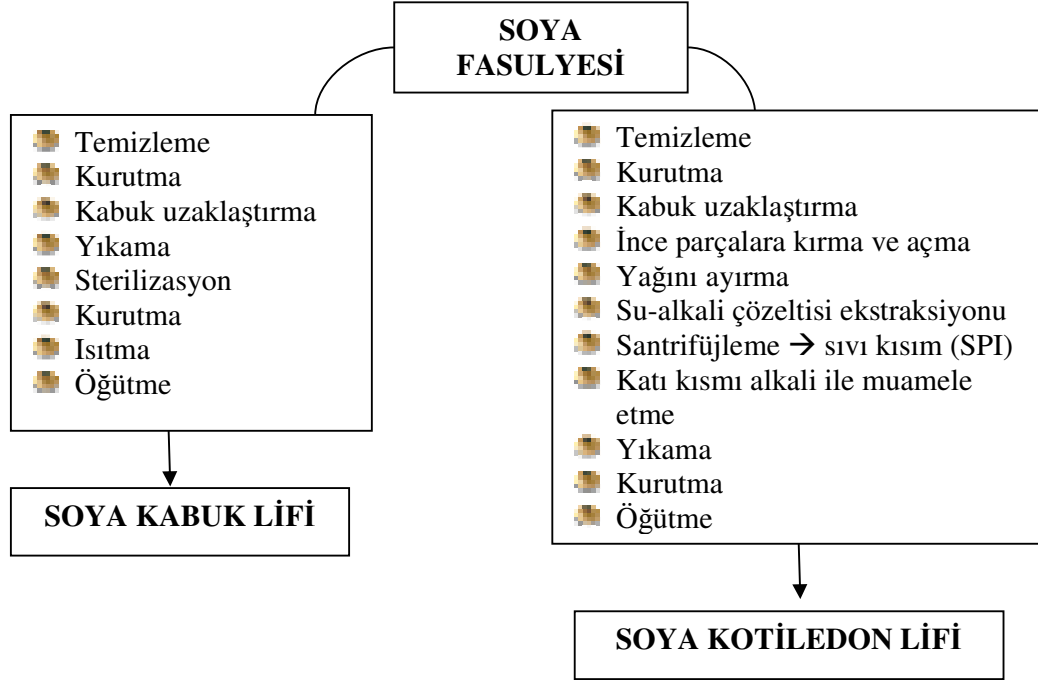 SOYA
FASULYESİ
Temizleme
Kurutma
Kabuk uzaklaştırma
Yıkama
Sterilizasyon
Kurutma
Isıtma
Öğütme
SOYA KABUK LİFİ
Temizleme
Kurutma
Kabuk uzaklaştırma
İnce parçalara kırma ve açma
Yağını ayırma
Su-alkali çözeltisi ekstraksiyonu
Santrifüjleme → sıvı kısım (SPI)
Katı kısmı alkali ile muamele
etme
Yıkama
Kurutma
Öğütme
SOYA KOTİLEDON LİFİ